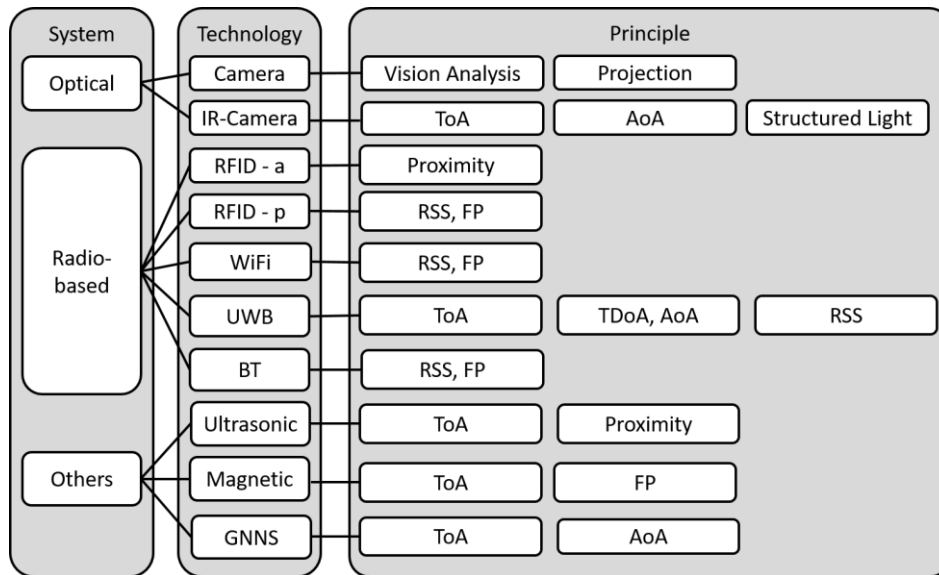 System
Technology
Principle
Optical
Camera
Vision Analysis
Projection
IR-Camera
ToA
AoA
Structured Light
Radio-
based
RFID - a
Proximity
RFID - p
RSS, FP
WiFi
RSS, FP
UWB
ToA
TDoA, AoA
RSS
BT
RSS, FP
Others
Ultrasonic
ToA
Proximity
Magnetic
ToA
FP
GNNS
ToA
AoA